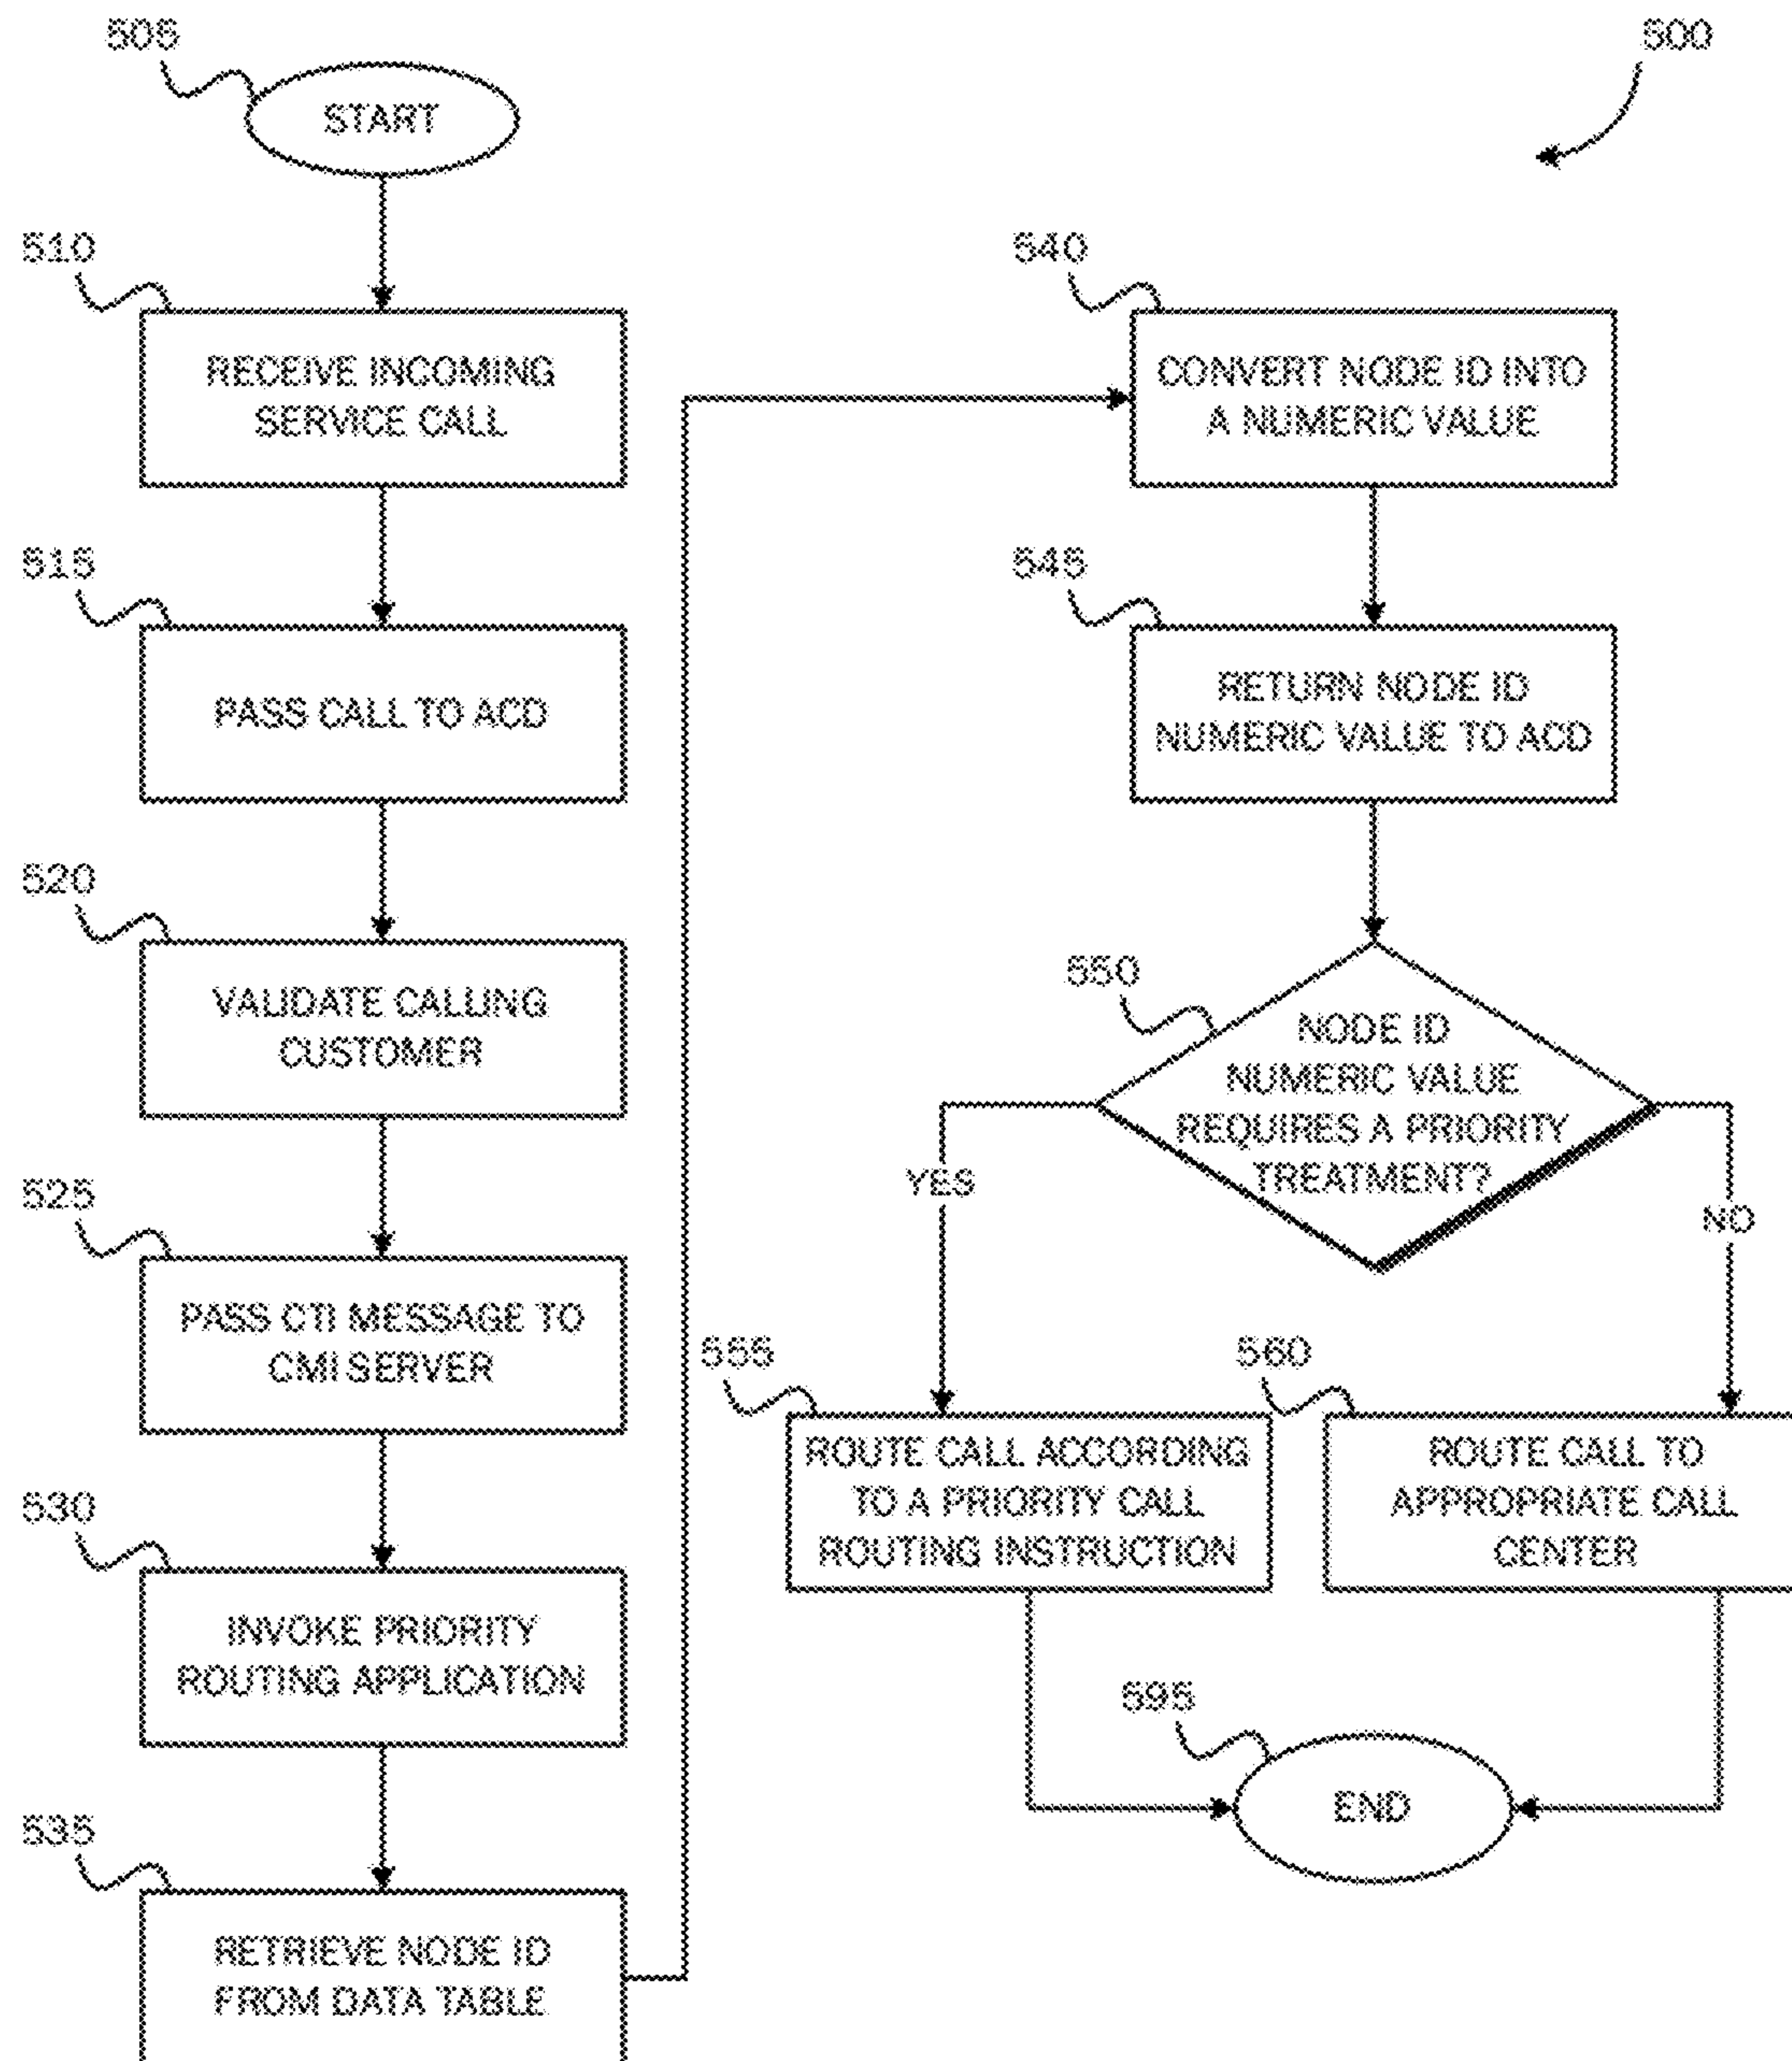 505
START
500
510
RECEIVE INCOMING
SERVICE CALL
515
PASS CALL TO ACD
520
VALIDATE CALLING
CUSTOMER
525
PASS CTI MESSAGE TO
CMI SERVER
530
INVOKE PRIORITY
ROUTING APPLICATION
535
RETRIEVE NODE ID
FROM DATA TABLE
540
CONVERT NODE ID INTO
A NUMERIC VALUE
545
RETURN NODE ID
NUMERIC VALUE TO ACD
550
NODE ID
NUMERIC VALUE
REQUIRES A PRIORITY
TREATMENT?
YES
NO
555
ROUTE CALL ACCORDING
TO A PRIORITY CALL
ROUTING INSTRUCTION
560
ROUTE CALL TO
APPROPRIATE CALL
CENTER
595
END